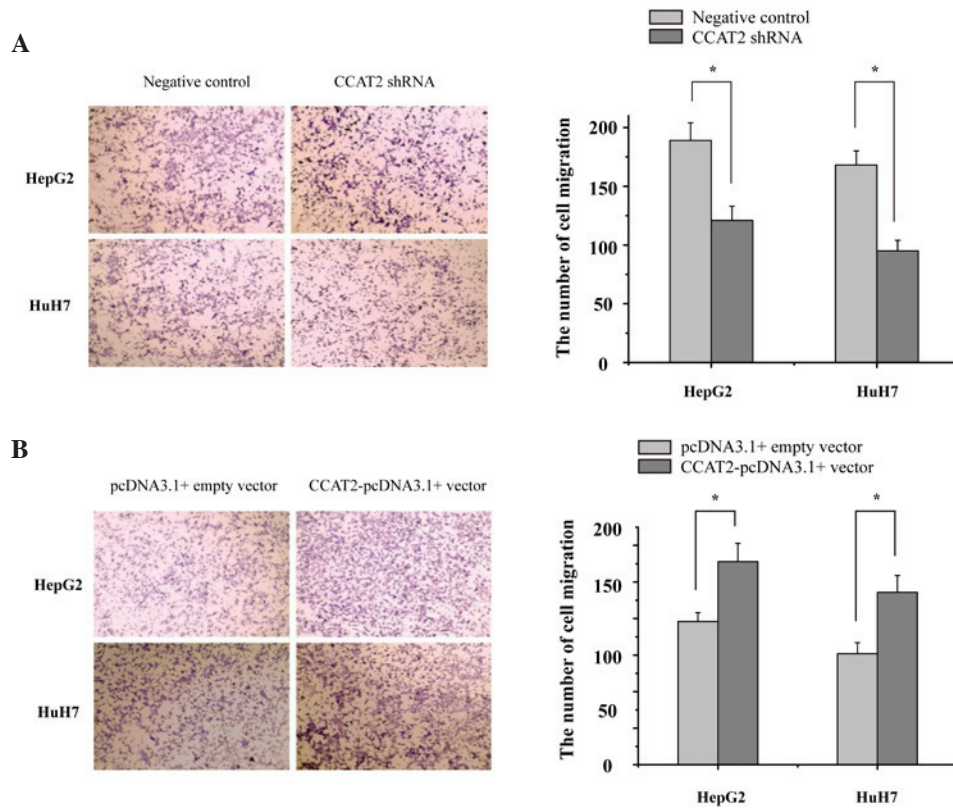 A
Negative control CCAT2 shRNA
HepG2
HuH7
Negative control
CCAT2 shRNA
* *
The number of cell migration
200
150
100
50
0
HepG2 HuH7
B
pcDNA3.1+ empty vector CCAT2-pcDNA3.1+ vector
HepG2
HuH7
pcDNA3.1+ empty vector
CCAT2-pcDNA3.1+ vector
* *
The number of cell migration
200
150
100
50
0
HepG2 HuH7